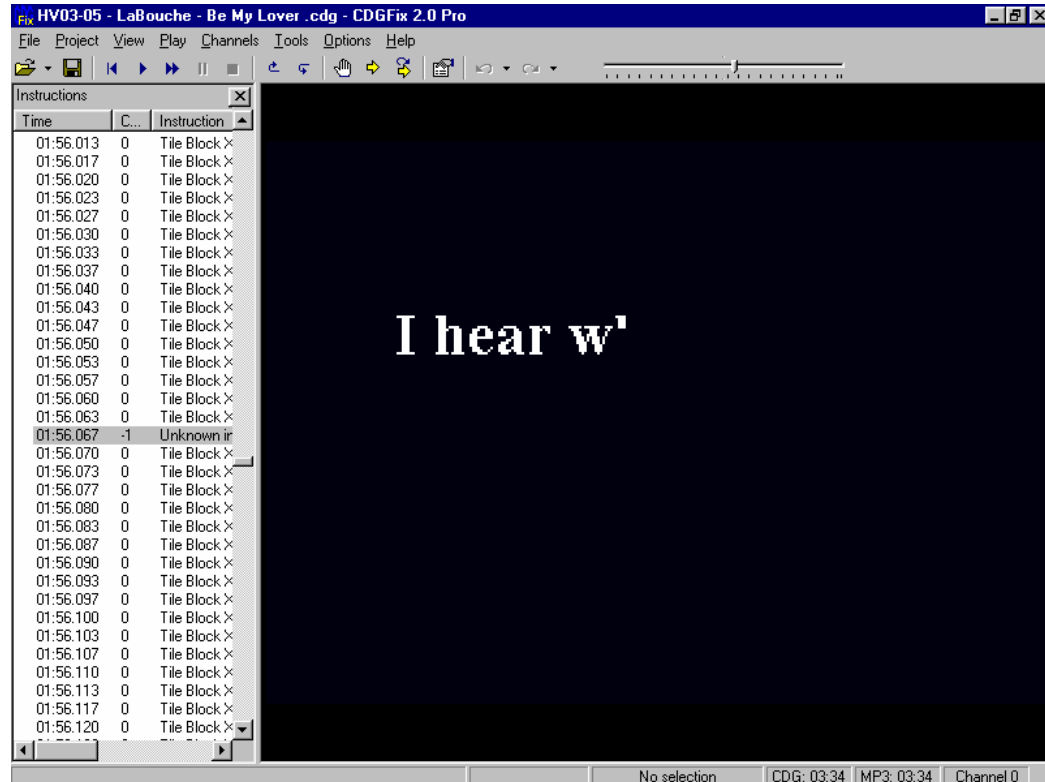 Fix HV03-05 - LaBouche - Be My Lover .cdg - CDGFix 2.0 Pro
File Project View Play Channels Tools Options Help
Instructions
Time C... Instruction
01:56.013 0 Tile Block X
01:56.017 0 Tile Block X
01:56.020 0 Tile Block X
01:56.023 0 Tile Block X
01:56.027 0 Tile Block X
01:56.030 0 Tile Block X
01:56.033 0 Tile Block X
01:56.037 0 Tile Block X
01:56.040 0 Tile Block X
01:56.043 0 Tile Block X
01:56.047 0 Tile Block X
01:56.050 0 Tile Block X
01:56.053 0 Tile Block X
01:56.057 0 Tile Block X
01:56.060 0 Tile Block X
01:56.063 0 Tile Block X
01:56.067 -1 Unknown in
01:56.070 0 Tile Block X
01:56.073 0 Tile Block X
01:56.077 0 Tile Block X
01:56.080 0 Tile Block X
01:56.083 0 Tile Block X
01:56.087 0 Tile Block X
01:56.090 0 Tile Block X
01:56.093 0 Tile Block X
01:56.097 0 Tile Block X
01:56.100 0 Tile Block X
01:56.103 0 Tile Block X
01:56.107 0 Tile Block X
01:56.110 0 Tile Block X
01:56.113 0 Tile Block X
01:56.117 0 Tile Block X
01:56.120 0 Tile Block X
I hear w'
No selection CDG: 03:34 MP3: 03:34 Channel 0